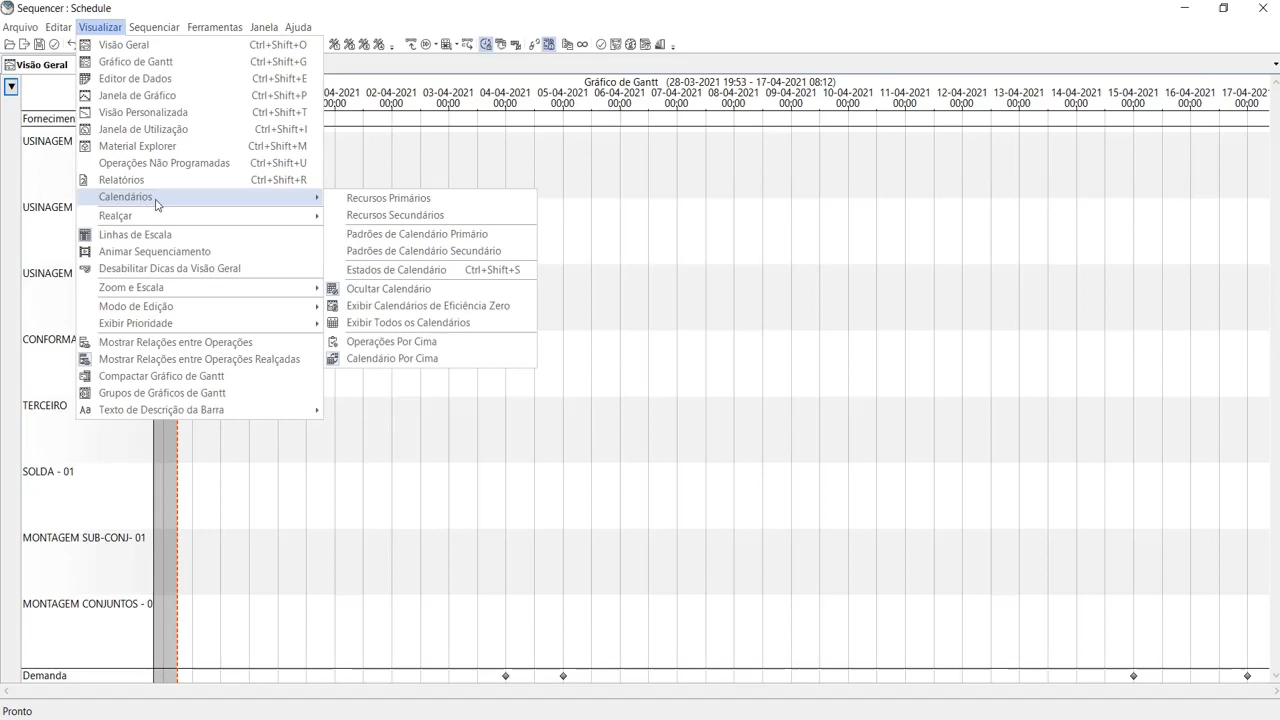 Sequencer : Schedule
Arquivo Editar Visualizar Sequenciar Ferramentas Janela Ajuda
Visão Geral
Visão Geral Ctrl+Shift+O
Gráfico de Gantt Ctrl+Shift+G
Editor de Dados Ctrl+Shift+E
Janela de Gráfico Ctrl+Shift+P
Visão Personalizada Ctrl+Shift+T
Janela de Utilização Ctrl+Shift+I
Material Explorer Ctrl+Shift+M
Operações Não Programadas Ctrl+Shift+U
Relatórios Ctrl+Shift+R
Calendários
Realçar
Linhas de Escala
Animar Sequenciamento
Desabilitar Dicas da Visão Geral
Zoom e Escala
Modo de Edição
Exibir Prioridade
Mostrar Relações entre Operações
Mostrar Relações entre Operações Realçadas
Compactar Gráfico de Gantt
Grupos de Gráficos de Gantt
Aa Texto de Descrição da Barra
Recursos Primários
Recursos Secundários
Padrões de Calendário Primário
Padrões de Calendário Secundário
Estados de Calendário Ctrl+Shift+S
Ocultar Calendário
Exibir Calendários de Eficiência Zero
Exibir Todos os Calendários
Operações Por Cima
Calendário Por Cima
Gráfico de Gantt (28-03-2021 19:53 - 17-04-2021 08:12)
04-2021 02-04-2021 03-04-2021 04-04-2021 05-04-2021 06-04-2021 07-04-2021 08-04-2021 09-04-2021 10-04-2021 11-04-2021 12-04-2021 13-04-2021 14-04-2021 15-04-2021 16-04-2021 17-04-202
00:00 00:00 00:00 00:00 00:00 00:00 00:00 00:00 00:00 00:00 00:00 00:00 00:00 00:00 00:00 00:00 00:00
Fornecimen
USINAGEM
USINAGEM
USINAGEM
CONFORMA
TERCEIRO
SOLDA - 01
MONTAGEM SUB-CONJ- 01
MONTAGEM CONJUNTOS - 0
Demanda
Pronto